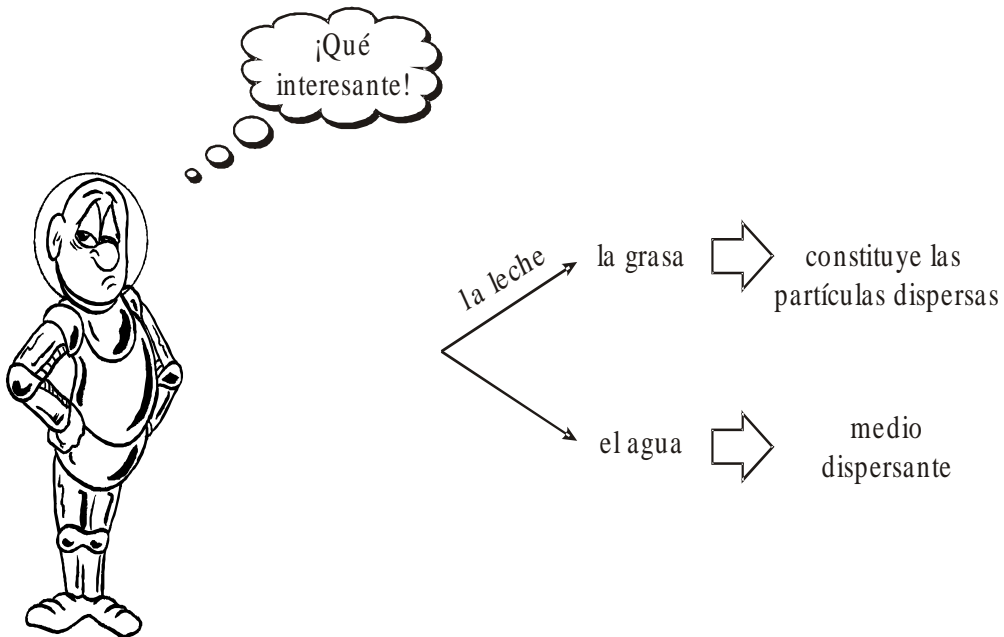 ¡Qué
interesante!
la leche
la grasa
constituye las
partículas dispersas
el agua
medio
dispersante